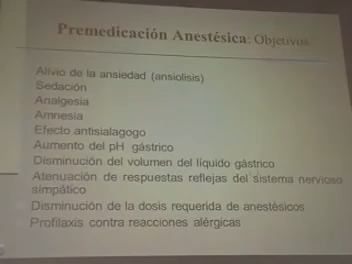 Premedicación Anestésica: Objetivos
Alivio de la ansiedad (ansiolisis)
Sedación
Analgesia
Amnesia
Efecto antisialagogo
Aumento del pH gástrico
Disminución del volumen del líquido gástrico
Atenuación de respuestas reflejas del sistema nervioso
simpático
Disminución de la dosis requerida de anestésicos
Profilaxis contra reacciones alérgicas